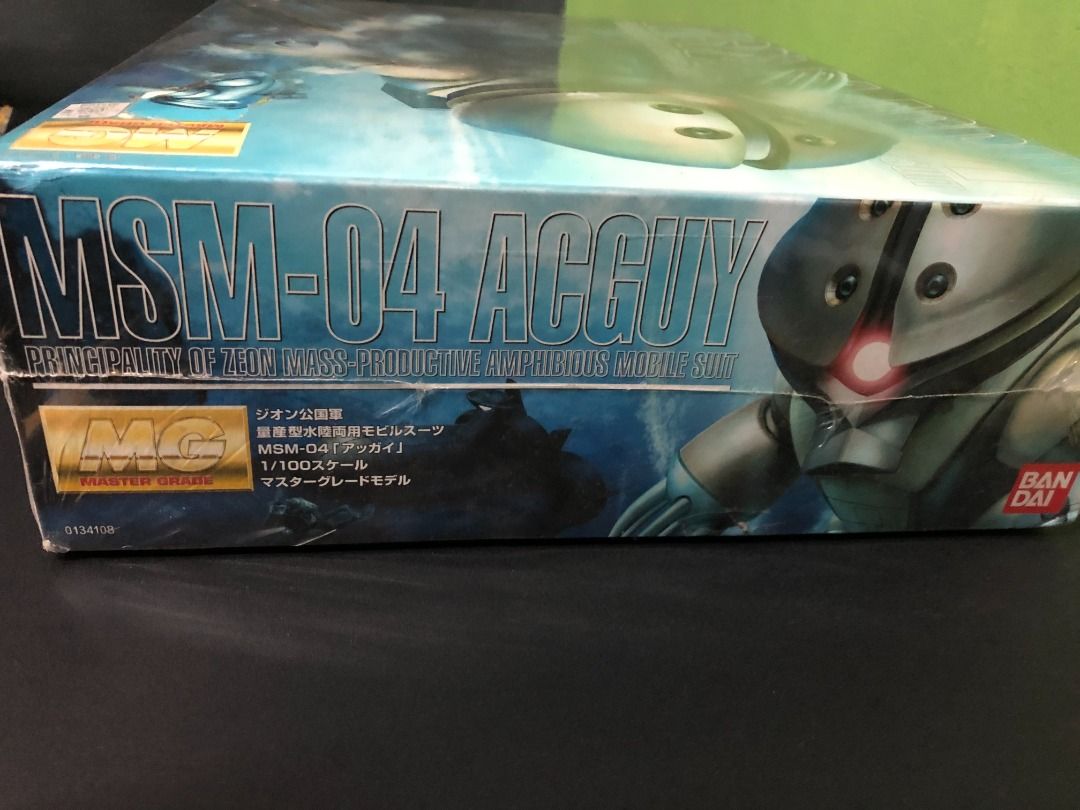 MG
MSM-04 ACGUY
PRINCIPALITY OF ZEON MASS-PRODUCTIVE AMPHIBIOUS MOBILE SUIT
MG
MASTER GRADE
ジオン公国軍
量産型水陸両用モビルスーツ
MSM-04「アッガイ」
1/100スケール
マスターグレードモデル
0134108
BAN
DAI